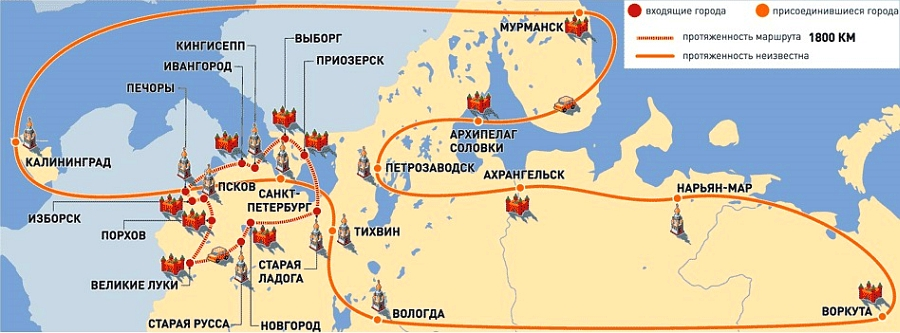 МУРМАНСК
входящие города
присоединившиеся города
протяженность маршрута 1800 КМ
протяженность неизвестна
КИНГИСЕПП
ВЫБОРГ
ИВАНГОРОД
ПРИОЗЕРСК
ПЕЧОРЫ
АРХИПЕЛАГ
СОЛОВКИ
КАЛИНИНГРАД
ПЕТРОЗАВОДСК
АРХАНГЕЛЬСК
НАРЬЯН-МАР
ПСКОВ
САНКТ-
ПЕТЕРБУРГ
ИЗБОРСК
ПОРХОВ
ТИХВИН
СТАРАЯ
ЛАДОГА
ВЕЛИКИЕ ЛУКИ
СТАРАЯ РУССА
НОВГОРОД
ВОЛОГДА
ВОРКУТА